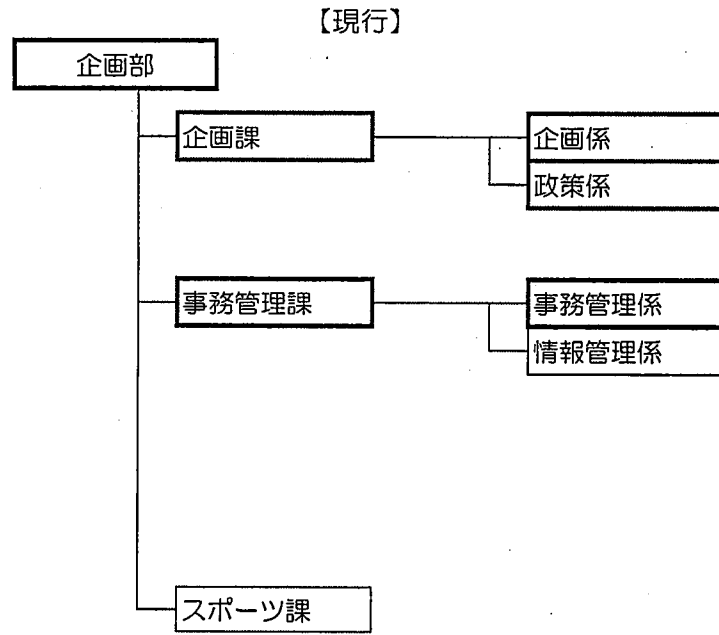 【現行】
企画部
企画課
企画係
政策係
事務管理課
事務管理係
情報管理係
スポーツ課